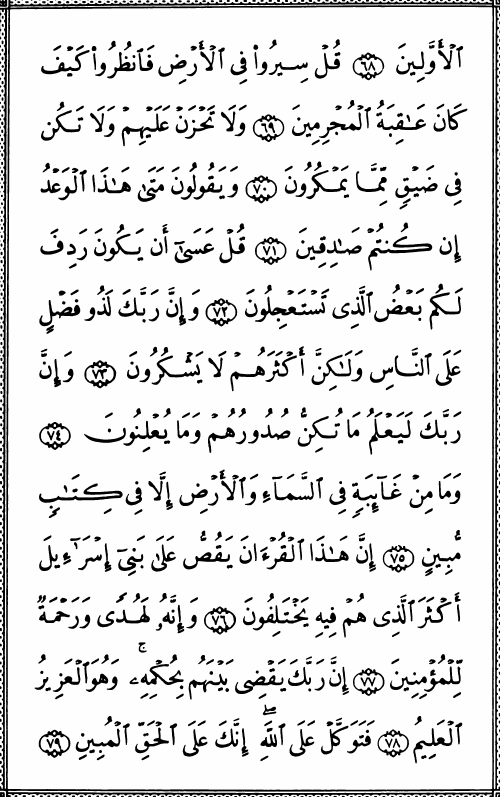 ٱلۡأَوَّلِينَ ٦٨ قُلۡ سِيرُواْ فِى ٱلۡأَرۡضِ فَٱنظُرُواْ كَيۡفَ
كَانَ عَـٰقِبَةُ ٱلۡمُجۡرِمِينَ ٦٩ وَلَا تَحۡزَنۡ عَلَيۡهِمۡ وَلَا تَكُن
فِى ضَيۡقٍ مِّمَّا يَمۡكُرُونَ ٧٠ وَيَقُولُونَ مَتَىٰ هَـٰذَا ٱلۡوَعۡدُ
إِن كُنتُمۡ صَـٰدِقِينَ ٧١ قُلۡ عَسَىٰٓ أَن يَكُونَ رَدِفَ
لَكُم بَعۡضُ ٱلَّذِى تَسۡتَعۡجِلُونَ ٧٢ وَإِنَّ رَبَّكَ لَذُو فَضۡلٍ
عَلَى ٱلنَّاسِ وَلَـٰكِنَّ أَكۡثَرَهُمۡ لَا يَشۡكُرُونَ ٧٣ وَإِنَّ
رَبَّكَ لَيَعۡلَمُ مَا تُكِنُّ صُدُورُهُمۡ وَمَا يُعۡلِنُونَ ٧٤
وَمَا مِنۡ غَآئِبَةٍ فِى ٱلسَّمَآءِ وَٱلۡأَرۡضِ إِلَّا فِى كِتَـٰبٍ
مُّبِينٍ ٧٥ إِنَّ هَـٰذَا ٱلۡقُرۡءَانَ يَقُصُّ عَلَىٰ بَنِىٓ إِسۡرَٰٓءِيلَ
أَكۡثَرَ ٱلَّذِى هُمۡ فِيهِ يَخۡتَلِفُونَ ٧٦ وَإِنَّهُۥ لَهُدًى وَرَحۡمَةٌ
لِّلۡمُؤۡمِنِينَ ٧٧ إِنَّ رَبَّكَ يَقۡضِى بَيۡنَهُم بِحُكۡمِهِۦۚ وَهُوَ ٱلۡعَزِيزُ
ٱلۡعَلِيمُ ٧٨ فَتَوَكَّلۡ عَلَى ٱللَّهِۖ إِنَّكَ عَلَى ٱلۡحَقِّ ٱلۡمُبِينِ ٧٩